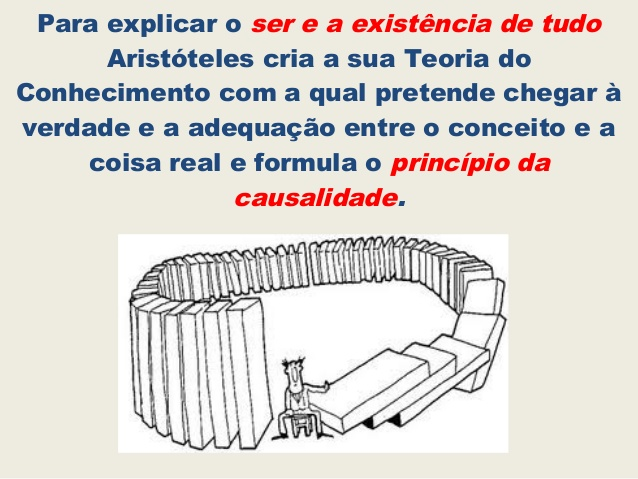 Para explicar o ser e a existência de tudo
Aristóteles cria a sua Teoria do
Conhecimento com a qual pretende chegar à
verdade e a adequação entre o conceito e a
coisa real e formula o princípio da
causalidade.